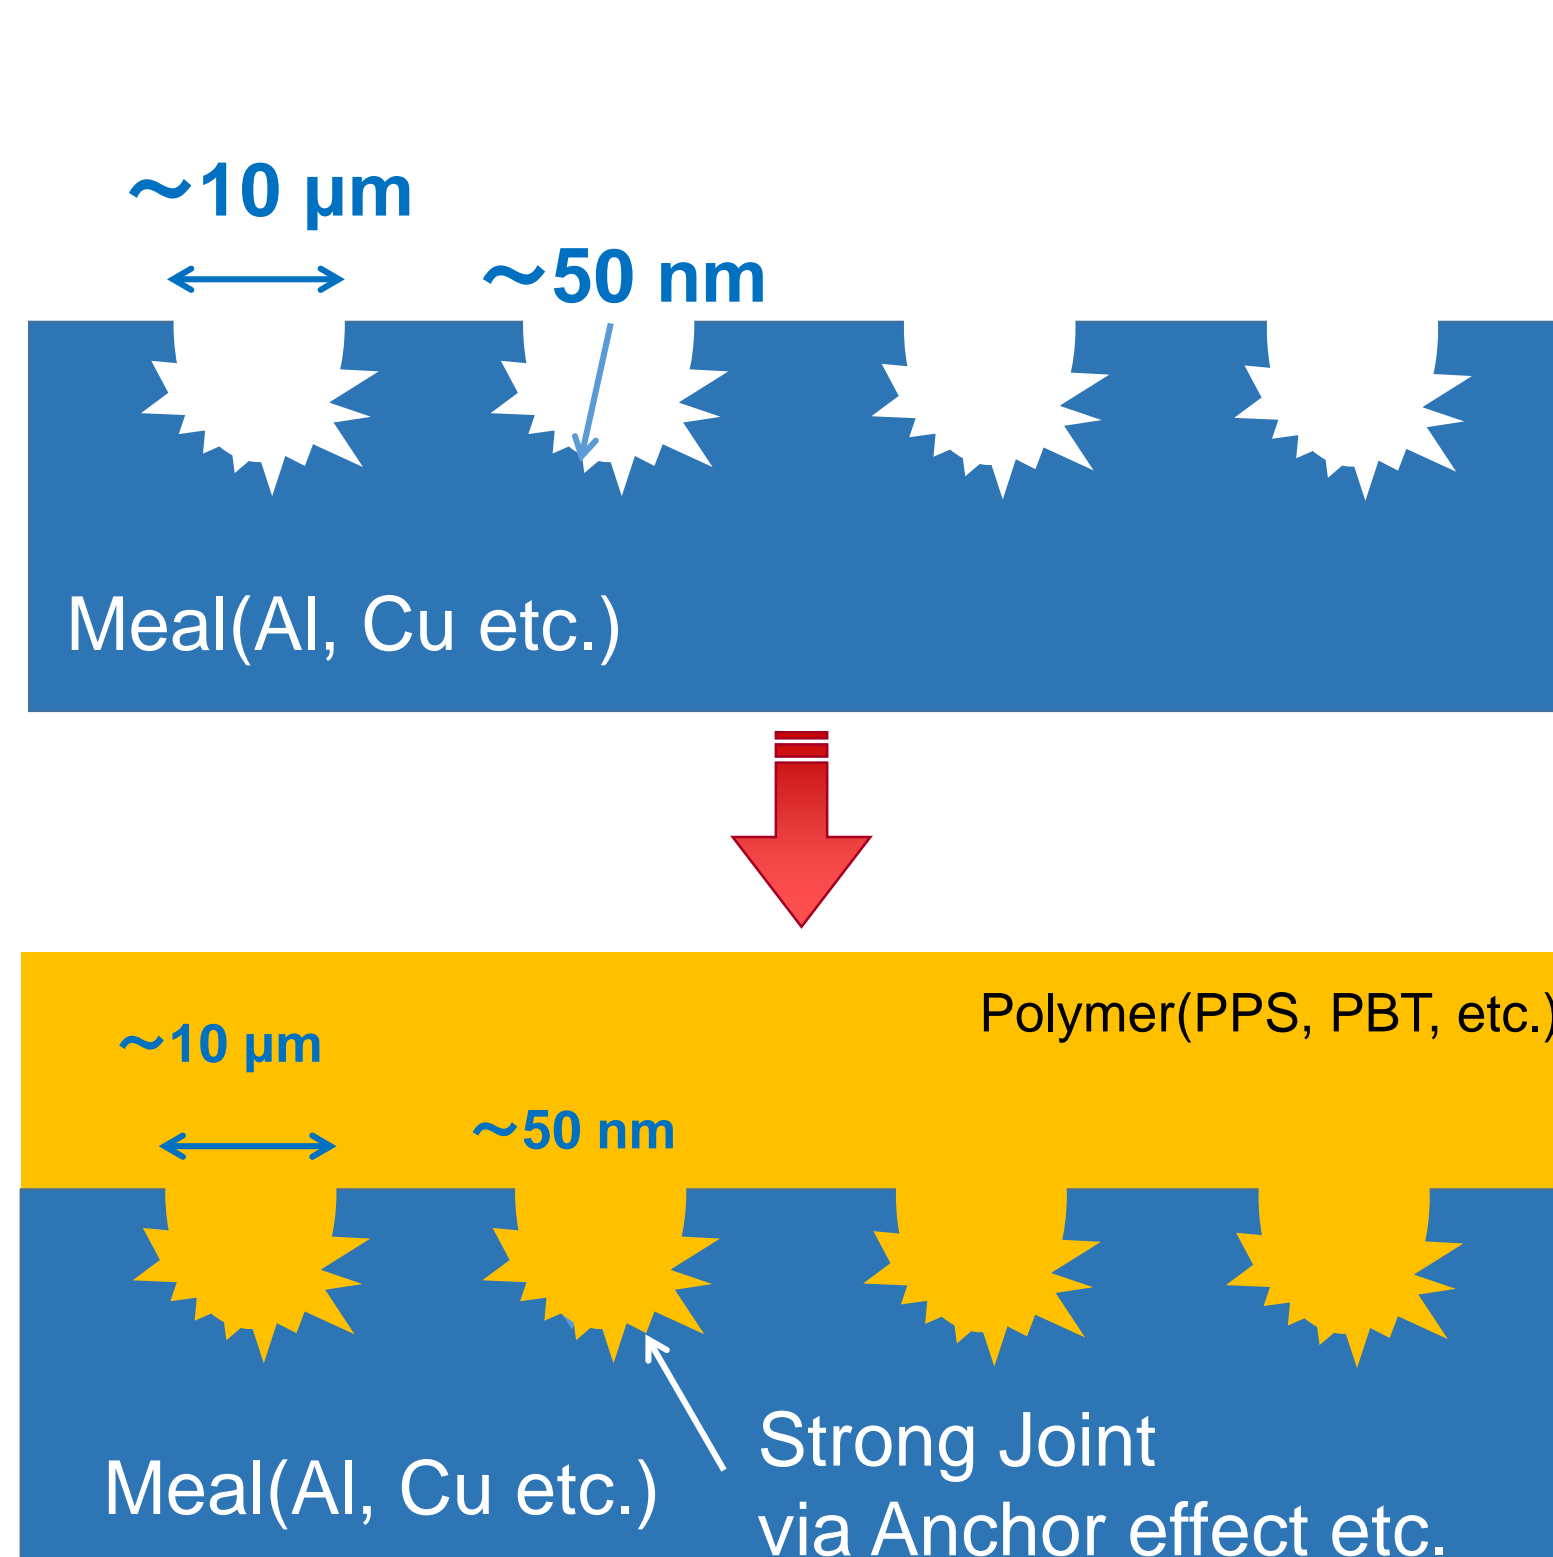 ～10 µm
～50 nm
Meal(Al, Cu etc.)
Polymer(PPS, PBT, etc.)
～10 µm
～50 nm
Strong Joint
Meal(Al, Cu etc.)
via Anchor effect etc.